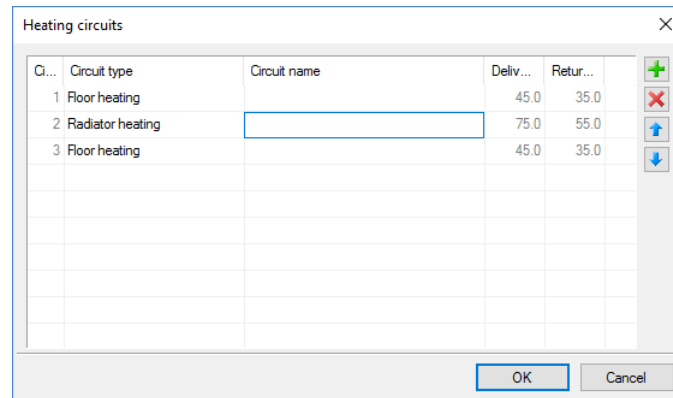 Heating circuits
Ci... Circuit type Circuit name Deliv... Retur...
1 Floor heating 45.0 35.0
2 Radiator heating 75.0 55.0
3 Floor heating 45.0 35.0
OK Cancel